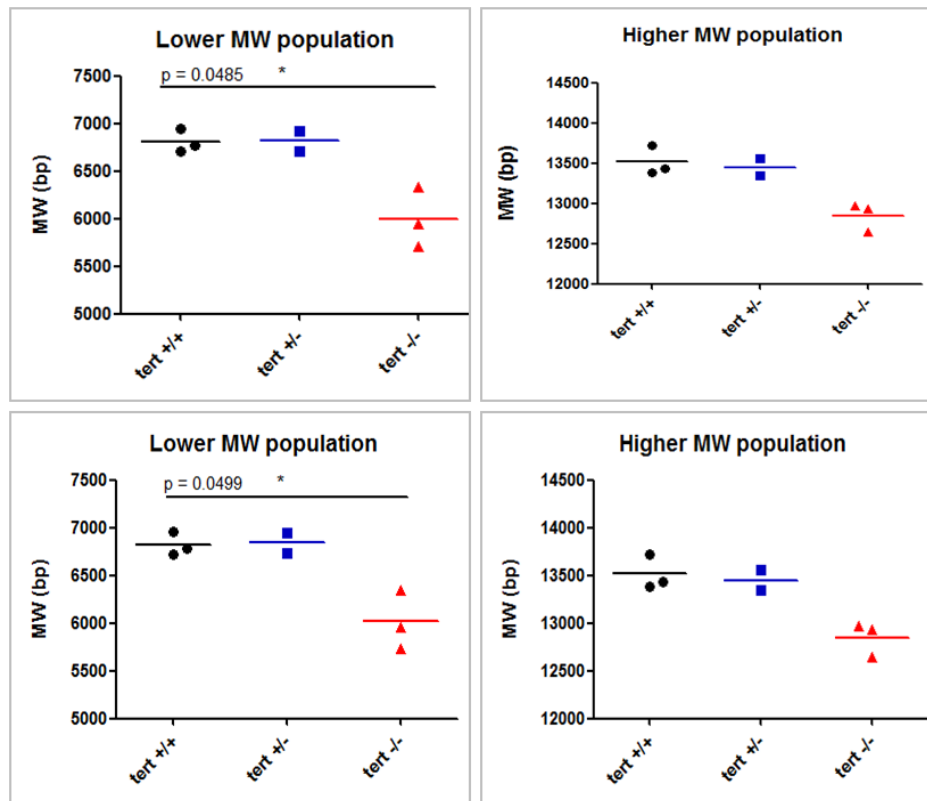 Lower MW population
p = 0.0485 *
MW (bp)
7500
7000
6500
6000
5500
5000
tert +/+
tert +/-
tert -/-
Higher MW population
MW (bp)
14500
14000
13500
13000
12500
12000
tert +/+
tert +/-
tert -/-
Lower MW population
p = 0.0499 *
MW (bp)
7500
7000
6500
6000
5500
5000
tert +/+
tert +/-
tert -/-
Higher MW population
MW (bp)
14500
14000
13500
13000
12500
12000
tert +/+
tert +/-
tert -/-